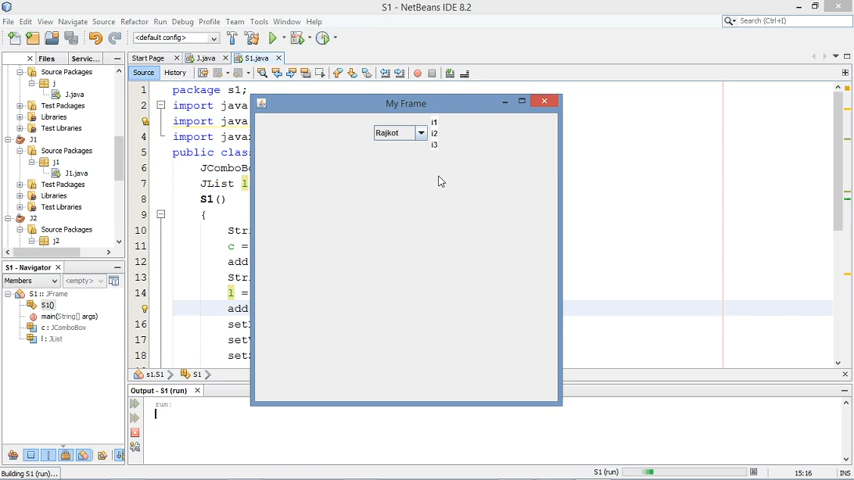 S1 - NetBeans IDE 8.2
File Edit View Navigate Source Refactor Run Debug Profile Team Tools Window Help
Search (Ctrl+I)
<default config>
Files Servic...
Start Page J.java S1.java
Source Packages
j
J.java
Test Packages
Libraries
Test Libraries
J1
Source Packages
j1
J1.java
Test Packages
Libraries
Test Libraries
J2
Source Packages
j2
Source History
1 package s1;
2 import java
3 import java
4 import java
5 public clas
6 JComboBo
7 JList l
8 S1()
9 {
10 Str
11 c =
12 add
13 Str
14 l =
15 add
16 set
17 set
18 set
My Frame
Rajkot
i1
i2
i3
S1 - Navigator
Members <empty>
S1 :: JFrame
S1()
main(String[] args)
c : JComboBox
l : JList
s1.S1 S1
Output - S1 (run)
run:
Building S1 (run)...
S1 (run)
15:16 INS